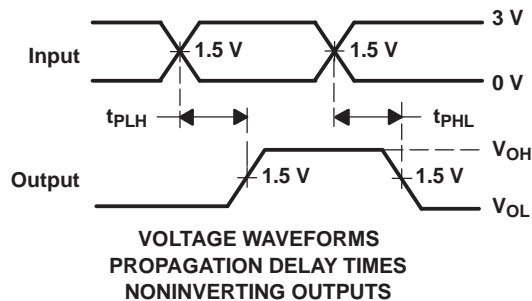 3 V
Input
1.5 V
1.5 V
0 V
tPLH
tPHL
VOH
Output
1.5 V
1.5 V
VOL
VOLTAGE WAVEFORMS
PROPAGATION DELAY TIMES
NONINVERTING OUTPUTS